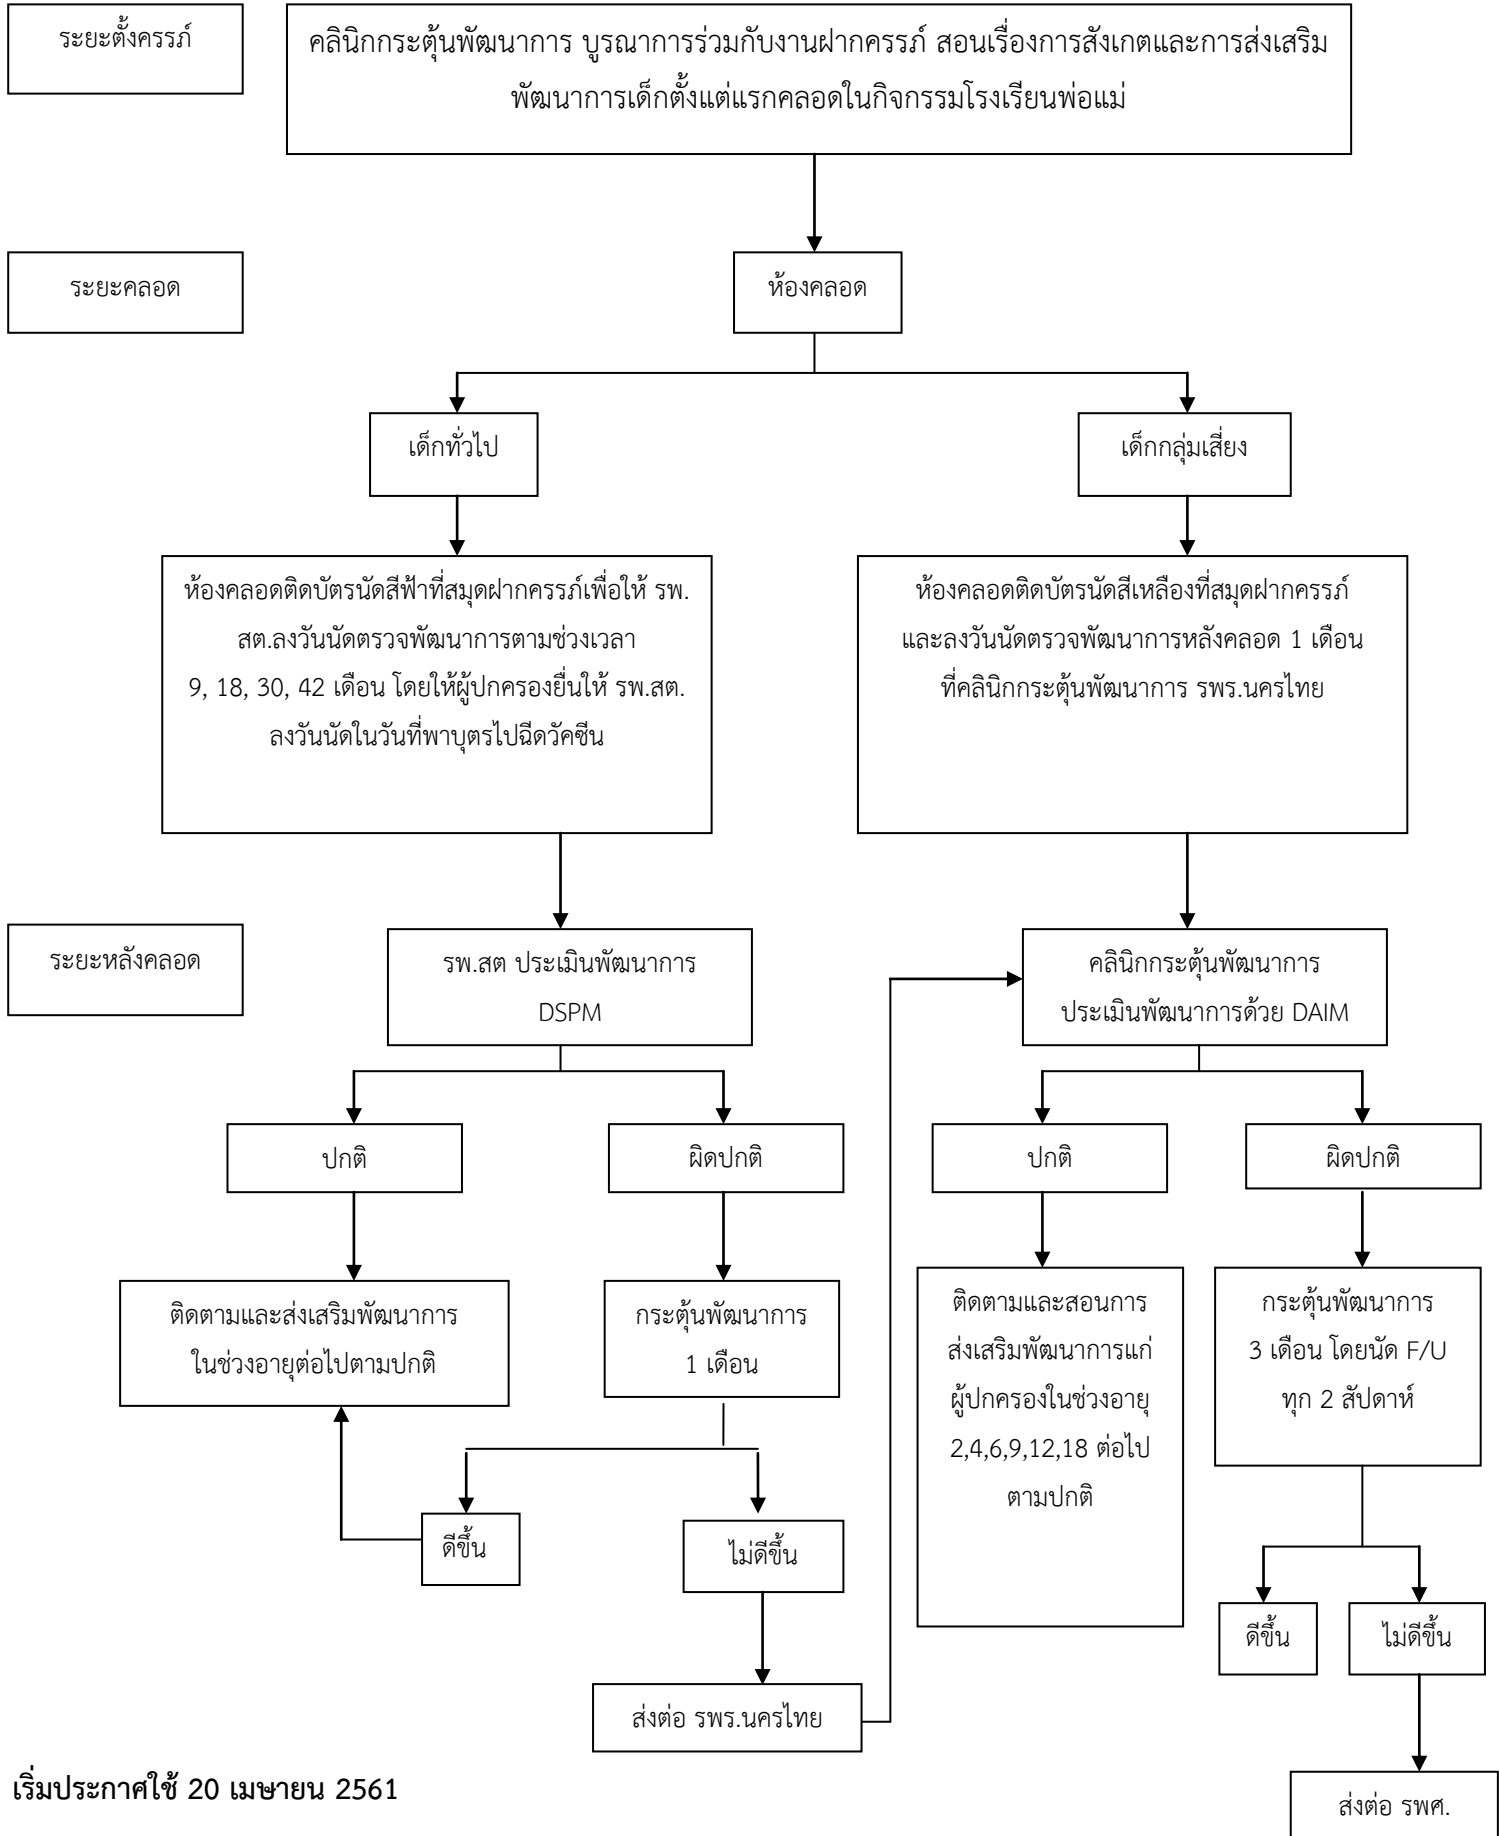 ระยะตั้งครรภ์
คลินิกกระตุ้นพัฒนาการ บูรณาการร่วมกับงานฝากครรภ์ สอนเรื่องการสังเกตและการส่งเสริม
พัฒนาการเด็กตั้งแต่แรกคลอดในกิจกรรมโรงเรียนพ่อแม่
ระยะคลอด
ห้องคลอด
เด็กทั่วไป
เด็กกลุ่มเสี่ยง
ห้องคลอดติดบัตรนัดสีฟ้าที่สมุดฝากครรภ์เพื่อให้ รพ.
สต.ลงวันนัดตรวจพัฒนาการตามช่วงเวลา
9, 18, 30, 42 เดือน โดยให้ผู้ปกครองยื่นให้ รพ.สต.
ลงวันนัดในวันที่พาบุตรไปฉีดวัคซีน
ห้องคลอดติดบัตรนัดสีเหลืองที่สมุดฝากครรภ์
และลงวันนัดตรวจพัฒนาการหลังคลอด 1 เดือน
ที่คลินิกกระตุ้นพัฒนาการ รพร.นครไทย
ระยะหลังคลอด
รพ.สต ประเมินพัฒนาการ
DSPM
คลินิกกระตุ้นพัฒนาการ
ประเมินพัฒนาการด้วย DAIM
ปกติ
ผิดปกติ
ปกติ
ผิดปกติ
ติดตามและส่งเสริมพัฒนาการ
ในช่วงอายุต่อไปตามปกติ
กระตุ้นพัฒนาการ
1 เดือน
ติดตามและสอนการ
ส่งเสริมพัฒนาการแก่
ผู้ปกครองในช่วงอายุ
2,4,6,9,12,18 ต่อไป
ตามปกติ
กระตุ้นพัฒนาการ
3 เดือน โดยนัด F/U
ทุก 2 สัปดาห์
ดีขึ้น
ไม่ดีขึ้น
ดีขึ้น
ไม่ดีขึ้น
ส่งต่อ รพร.นครไทย
เริ่มประกาศใช้ 20 เมษายน 2561
ส่งต่อ รพศ.